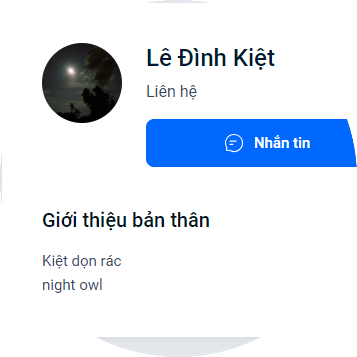 Lê Đình Kiệt
Liên hệ
Nhắn tin
Giới thiệu bản thân
Kiệt dọn rác
night owl